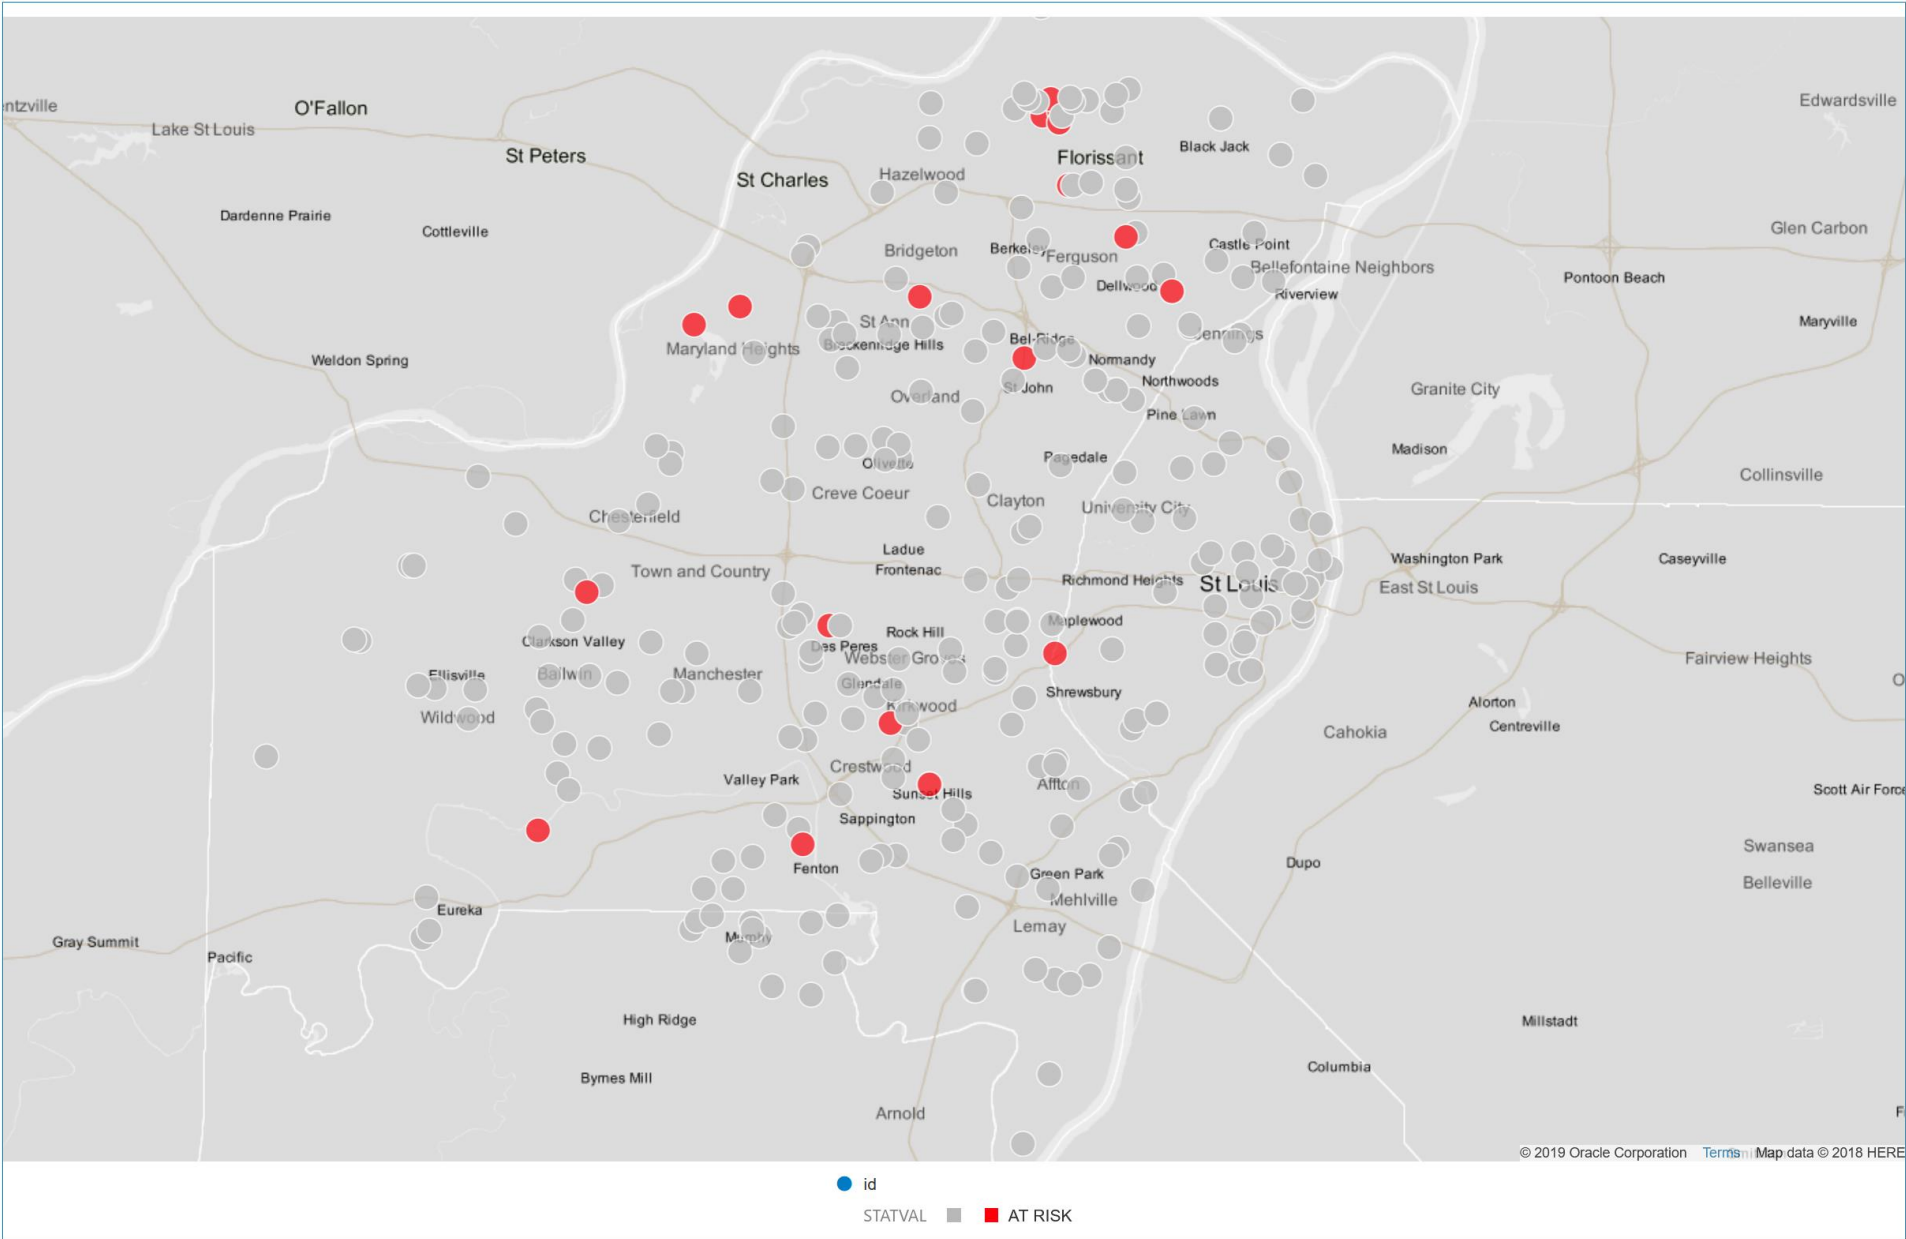 Edwardsville
ntzville
O'Fallon
Lake St Louis
Black Jack
St Peters
Florissant
Hazelwood
St Charles
Dardenne Prairie
Cottleville
Glen Carbon
Castle Point
Berkeley
Bridgeton
Ferguson
Bellefontaine Neighbors
Pontoon Beach
Dellwood
Riverview
St Ann
Maryville
Jennings
Bel-Ridge
Breckenridge Hills
Maryland Heights
Weldon Spring
Normandy
Northwoods
St John
Granite City
Overland
Pine Lawn
Madison
Pagedale
Olivette
Collinsville
Creve Coeur
Clayton
University City
Chesterfield
Ladue
Washington Park
Caseyville
Frontenac
Town and Country
Richmond Heights
St Louis
East St Louis
Maplewood
Rock Hill
Clarkson Valley
Des Peres
Webster Groves
Fairview Heights
Ellisville
Ballwin
Manchester
Glendale
O
Shrewsbury
Alorton
Kirkwood
Wildwood
Centreville
Cahokia
Crestwood
Valley Park
Affton
Sunset Hills
Scott Air Force
Sappington
Swansea
Dupo
Fenton
Green Park
Belleville
Mehlville
Eureka
Lemay
Murphy
Gray Summit
Pacific
High Ridge
Millstadt
Columbia
Byrnes Mill
Arnold
F
© 2019 Oracle Corporation Terms Map data © 2018 HERE
id
STATVAL AT RISK